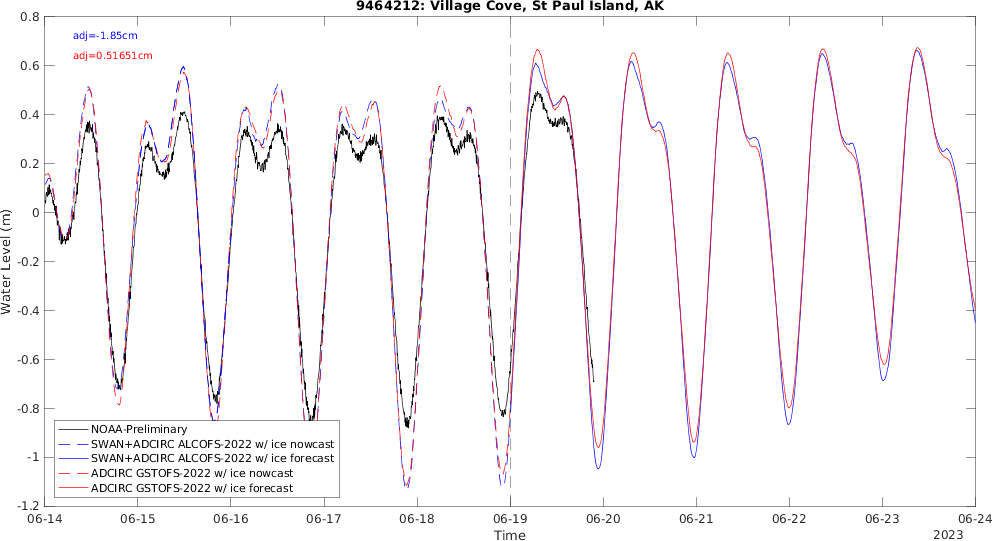 9464212: Village Cove, St Paul Island, AK
adj=-1.85cm
adj=0.51651cm
Water Level (m)
0.8
0.6
0.4
0.2
0
-0.2
-0.4
-0.6
-0.8
-1
-1.2
NOAA-Preliminary
SWAN+ADCIRC ALCOFS-2022 w/ ice nowcast
SWAN+ADCIRC ALCOFS-2022 w/ ice forecast
ADCIRC GSTOFS-2022 w/ ice nowcast
ADCIRC GSTOFS-2022 w/ ice forecast
06-14 06-15 06-16 06-17 06-18 06-19 06-20 06-21 06-22 06-23 06-24
Time
2023